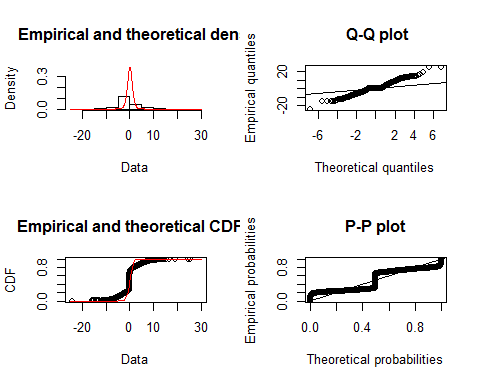 Empirical and theoretical den
Density
0.0
0.3
-20
0
10
30
Data
Q-Q plot
Empirical quantiles
-20
20
-6
-2
2
4
6
Theoretical quantiles
Empirical and theoretical CDF
CDF
0.0
0.8
-20
0
10
30
Data
P-P plot
Empirical probabilities
0.0
0.8
0.0
0.4
0.8
Theoretical probabilities